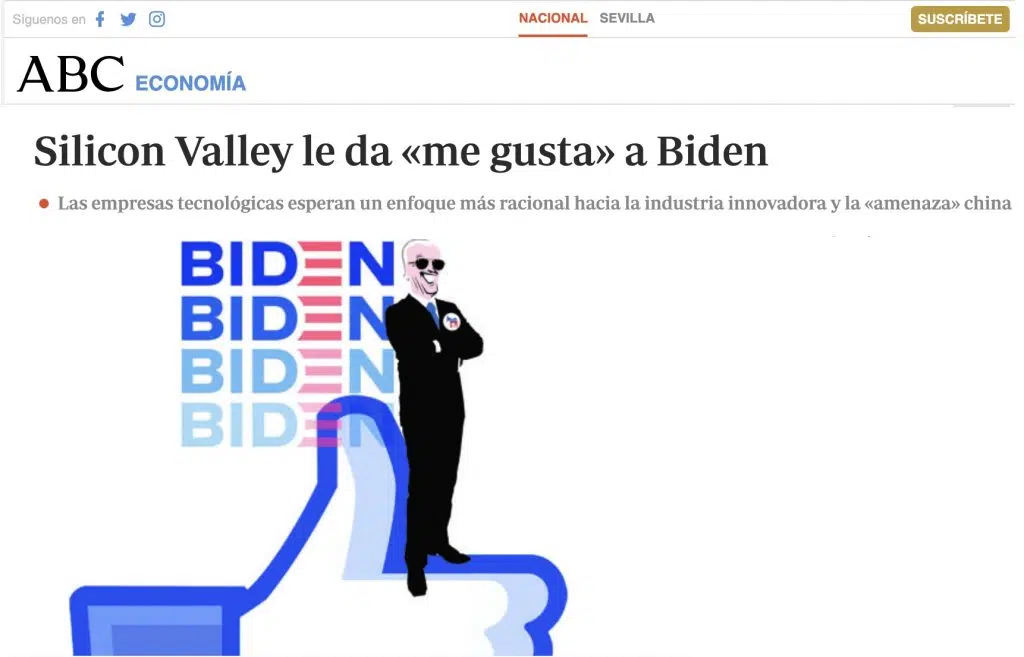 Siguenos en
NACIONAL SEVILLA
SUSCRÍBETE
ABC ECONOMÍA
Silicon Valley le da «me gusta» a Biden
Las empresas tecnológicas esperan un enfoque más racional hacia la industria innovadora y la «amenaza» china
BIDEN
BIDEN
BIDEN
BIDEN